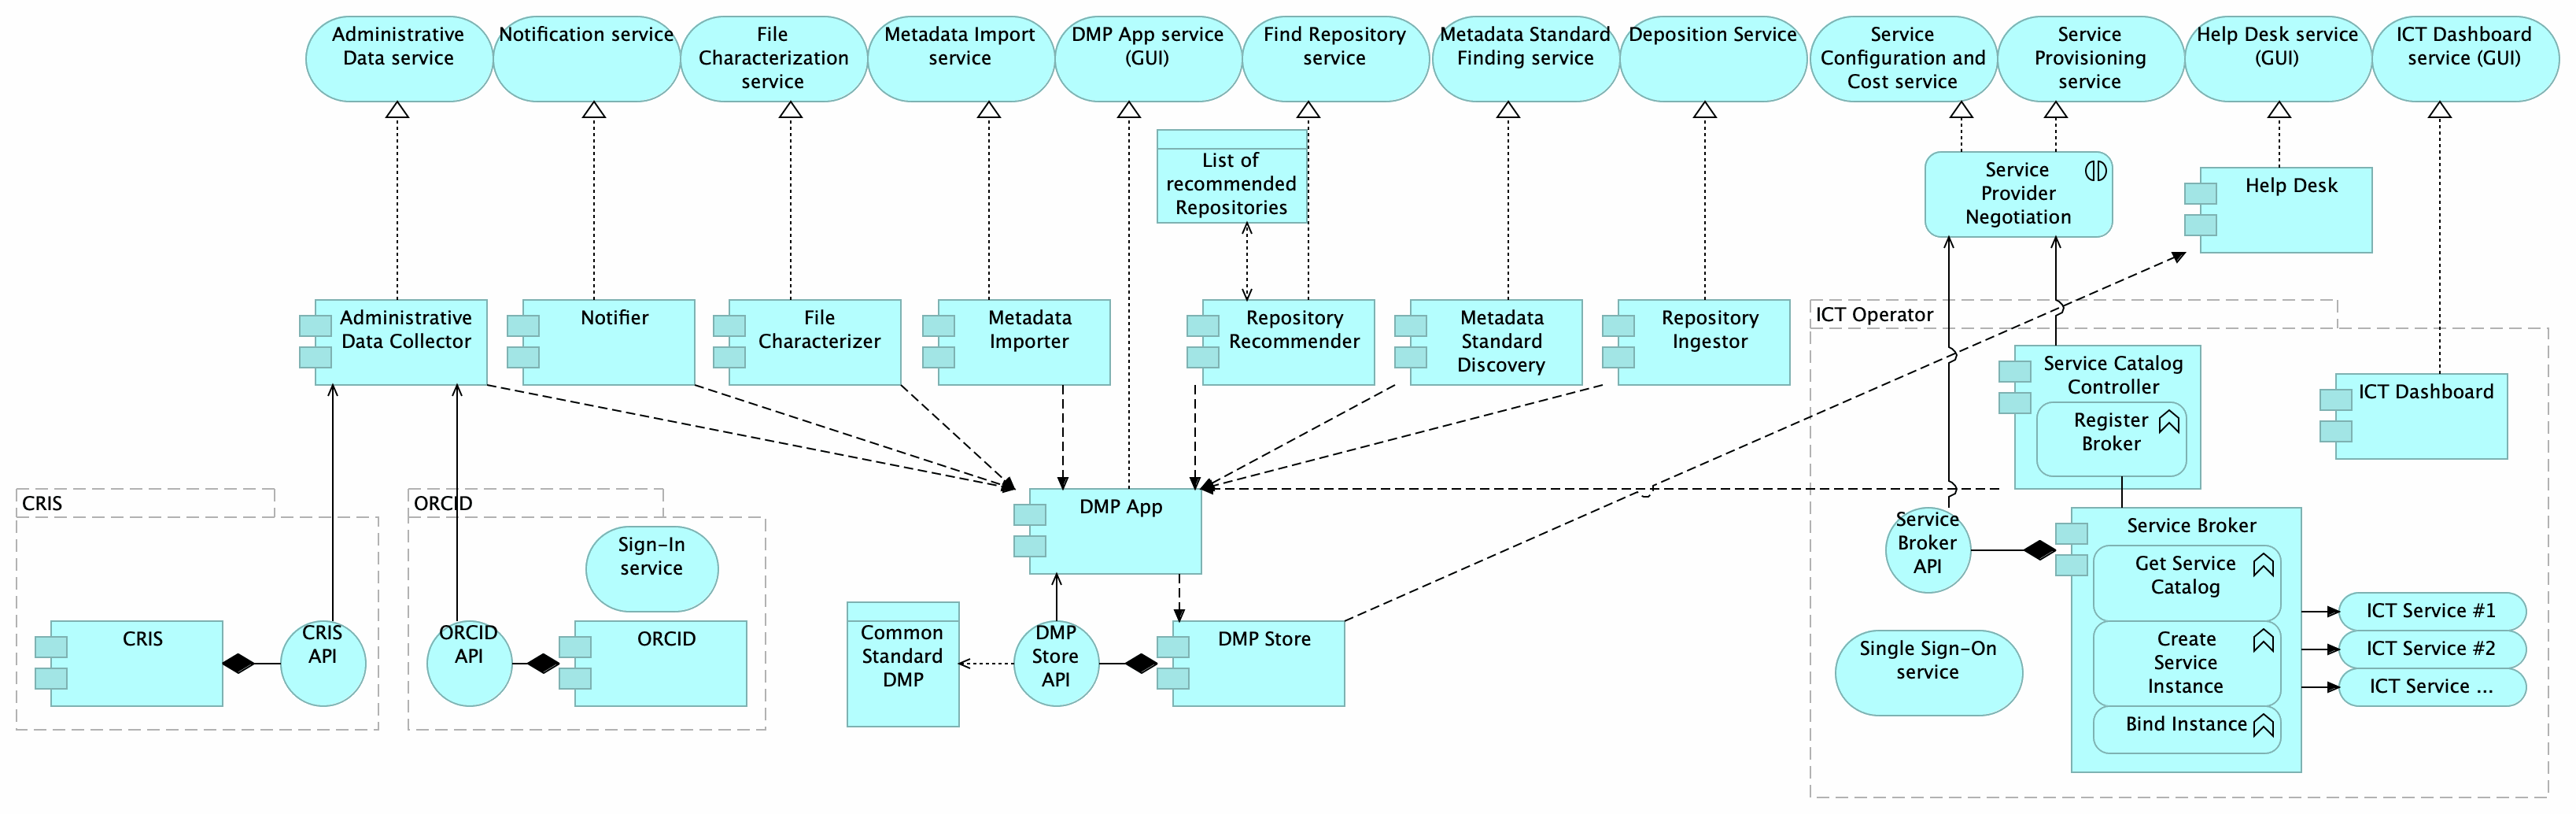 Administrative
Data service
Notification service
File
Characterization
service
Metadata Import
service
DMP App service
(GUI)
Find Repository
service
Metadata Standard
Finding service
Deposition Service
Service
Configuration and
Cost service
Service
Provisioning
service
Help Desk service
(GUI)
ICT Dashboard
service (GUI)
List of
recommended
Repositories
Service
Provider
Negotiation
Help Desk
Administrative
Data Collector
Notifier
File
Characterizer
Metadata
Importer
Repository
Recommender
Metadata
Standard
Discovery
Repository
Ingestor
ICT Operator
Service Catalog
Controller
Register
Broker
ICT Dashboard
CRIS
ORCID
DMP App
Sign-In
service
Service
Broker
API
Service Broker
Get Service
Catalog
CRIS
CRIS
API
ORCID
API
ORCID
Common
Standard
DMP
DMP
Store
API
DMP Store
Single Sign-On
service
Create
Service
Instance
Bind Instance
ICT Service #1
ICT Service #2
ICT Service ...